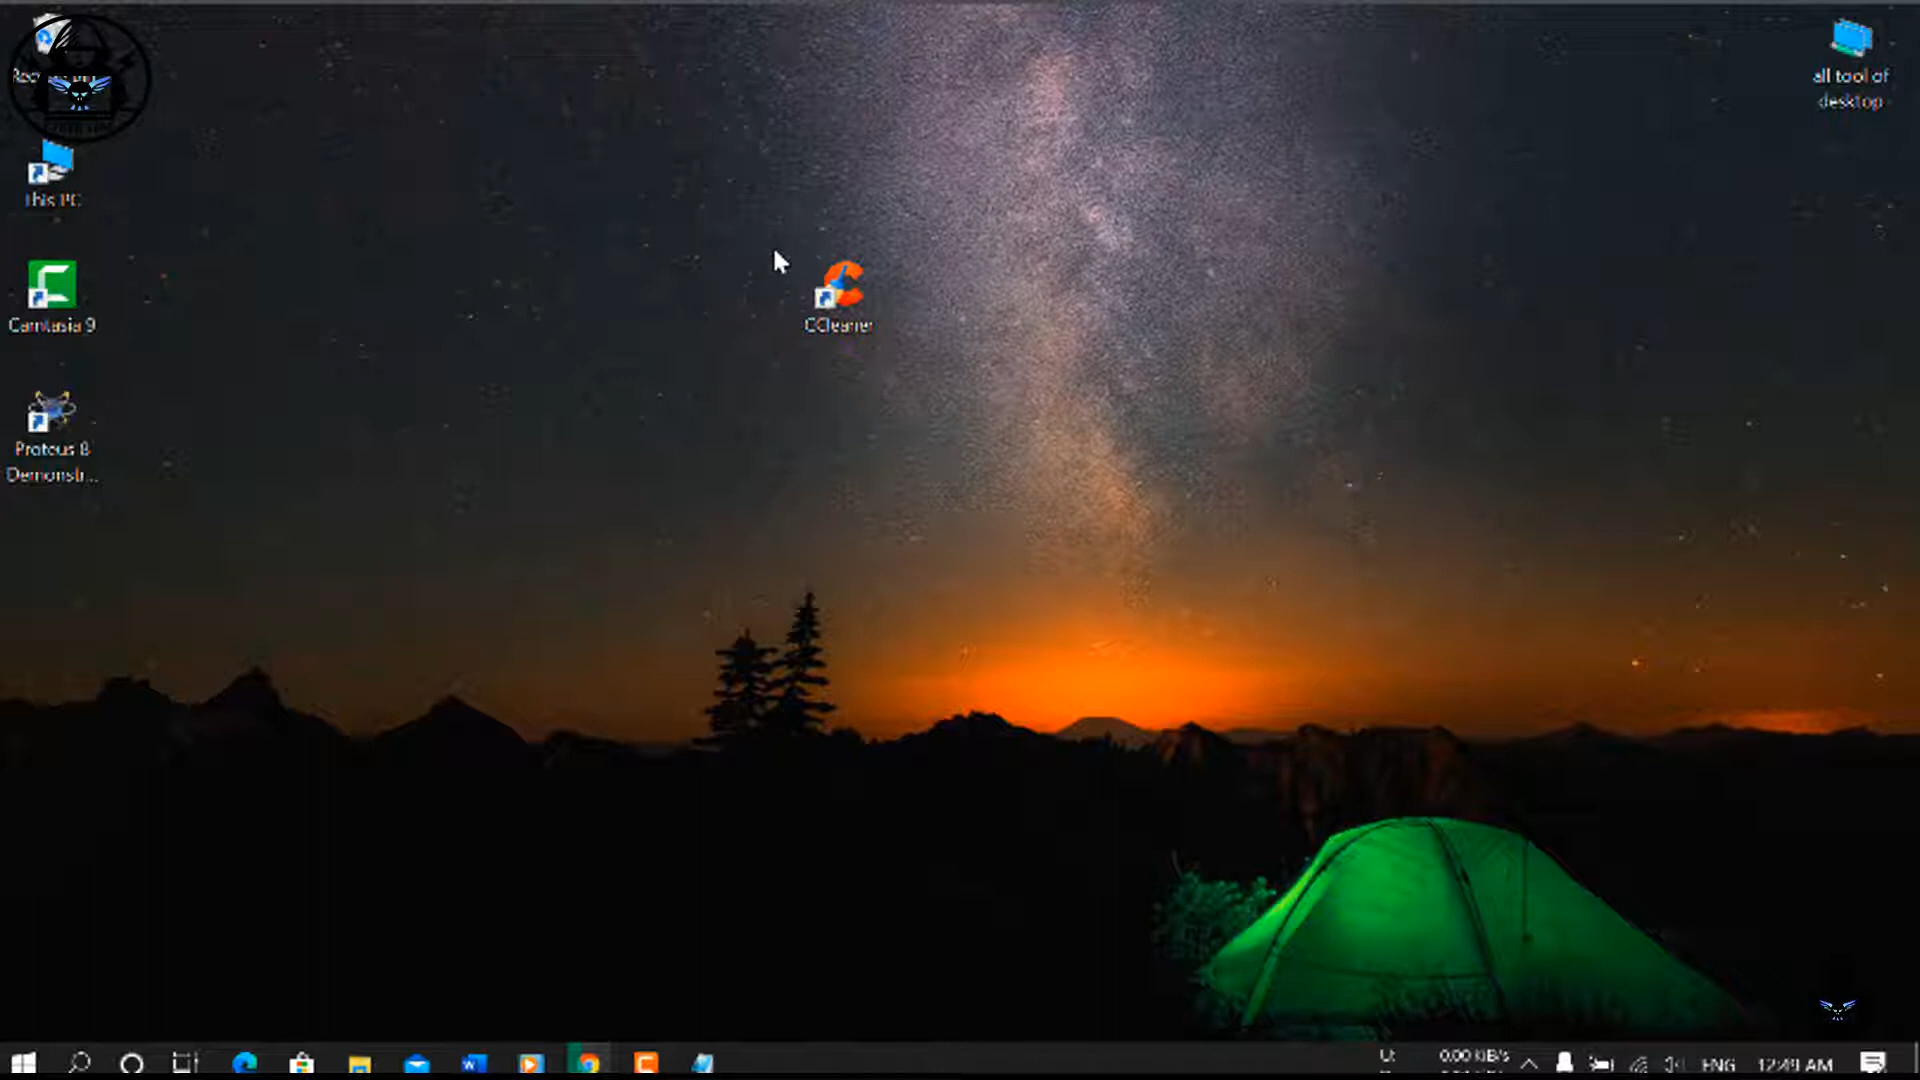 all tool of
desktop
This PC
CCleaner
Camtasia 9
Proteus 8
Demonstr...
U: 0.00 KiB/s
ENG 12:49 AM